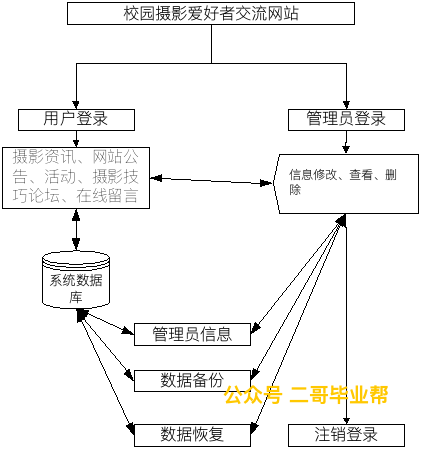 校园摄影爱好者交流网站
用户登录
管理员登录
摄影资讯、网站公
告、活动、摄影技
巧论坛、在线留言
信息修改、查看、删
除
系统数据
库
管理员信息
数据备份
公众号 二哥毕业帮
数据恢复
注销登录